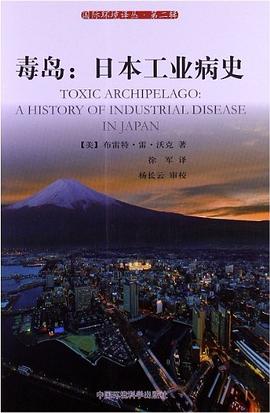 国际环境译丛·第二辑
毒岛：日本工业病史
TOXIC ARCHIPELAGO:
A HISTORY OF INDUSTRIAL DISEASE
IN JAPAN
【美】布雷特·雷·沃克 著
徐 军 译
杨长云 审校
中国环境科学出版社